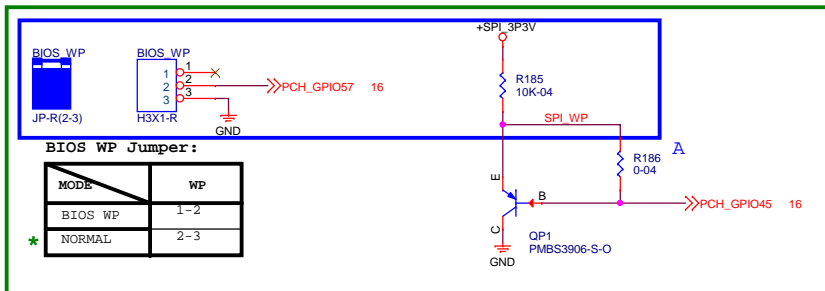 +SPI_3P3V
BIOS_WP
BIOS_WP
1
1
2
2
3
3
PCH_GPIO57 16
R185
10K-04
JP-R(2-3)
H3X1-R
GND
SPI_WP
BIOS WP Jumper:
A
R186
0-04
MODE WP
BIOS WP 1-2
* NORMAL 2-3
E
B
C
PCH_GPIO45 16
QP1
PMBS3906-S-O
GND